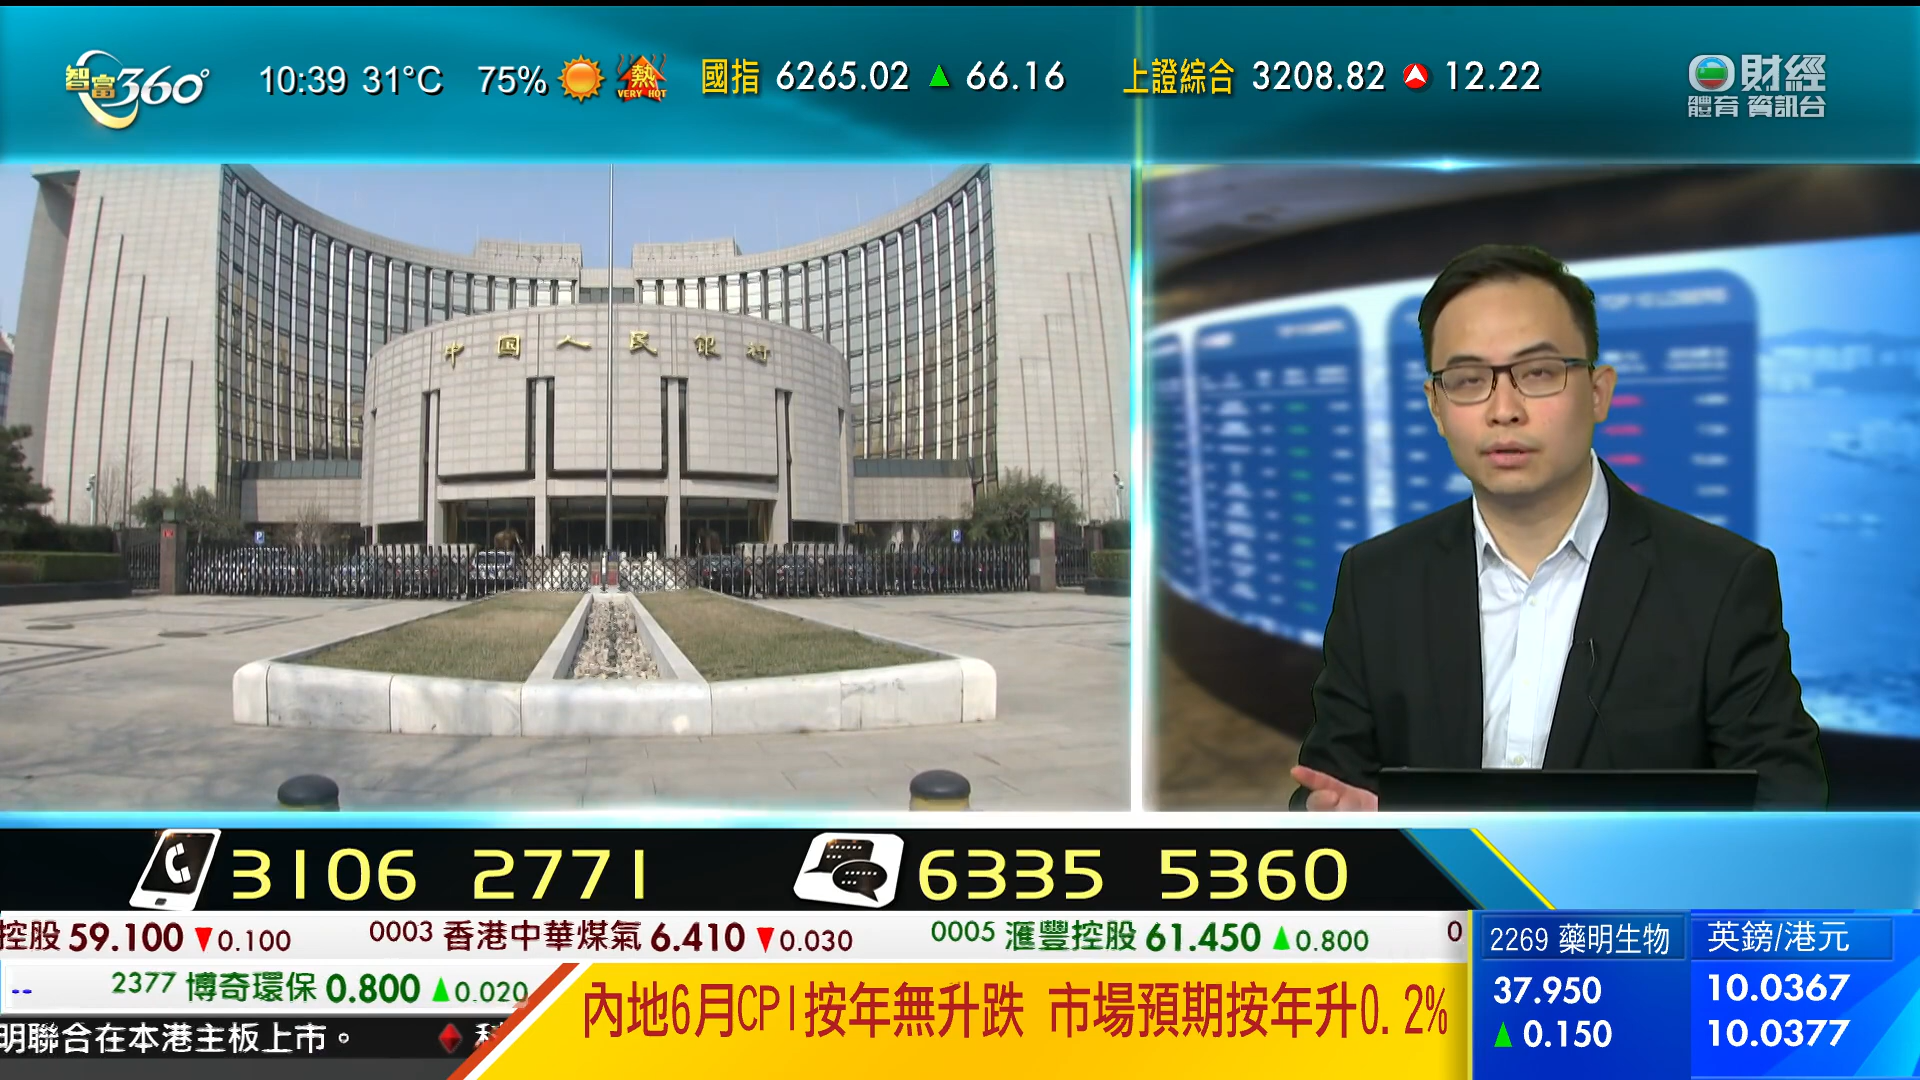 智富360°
10:39 31°C 75% 熱 VERY HOT 國指 6265.02 ▲ 66.16 上證綜合 3208.82 ▲ 12.22
財經
體育 資訊台
TOP 10 LOSERS
中国人民银行
P P
3106 2771 6335 5360
控股 59.100 ▼ 0.100 0003 香港中華煤氣 6.410 ▼ 0.030 0005 滙豐控股 61.450 ▲ 0.800 0
-- 2377 博奇環保 0.800 ▲ 0.020
明聯合在本港主板上市。
內地6月CPI按年無升跌 市場預期按年升0.2%
2269 藥明生物
37.950
▲ 0.150
英鎊/港元
10.0367
10.0377